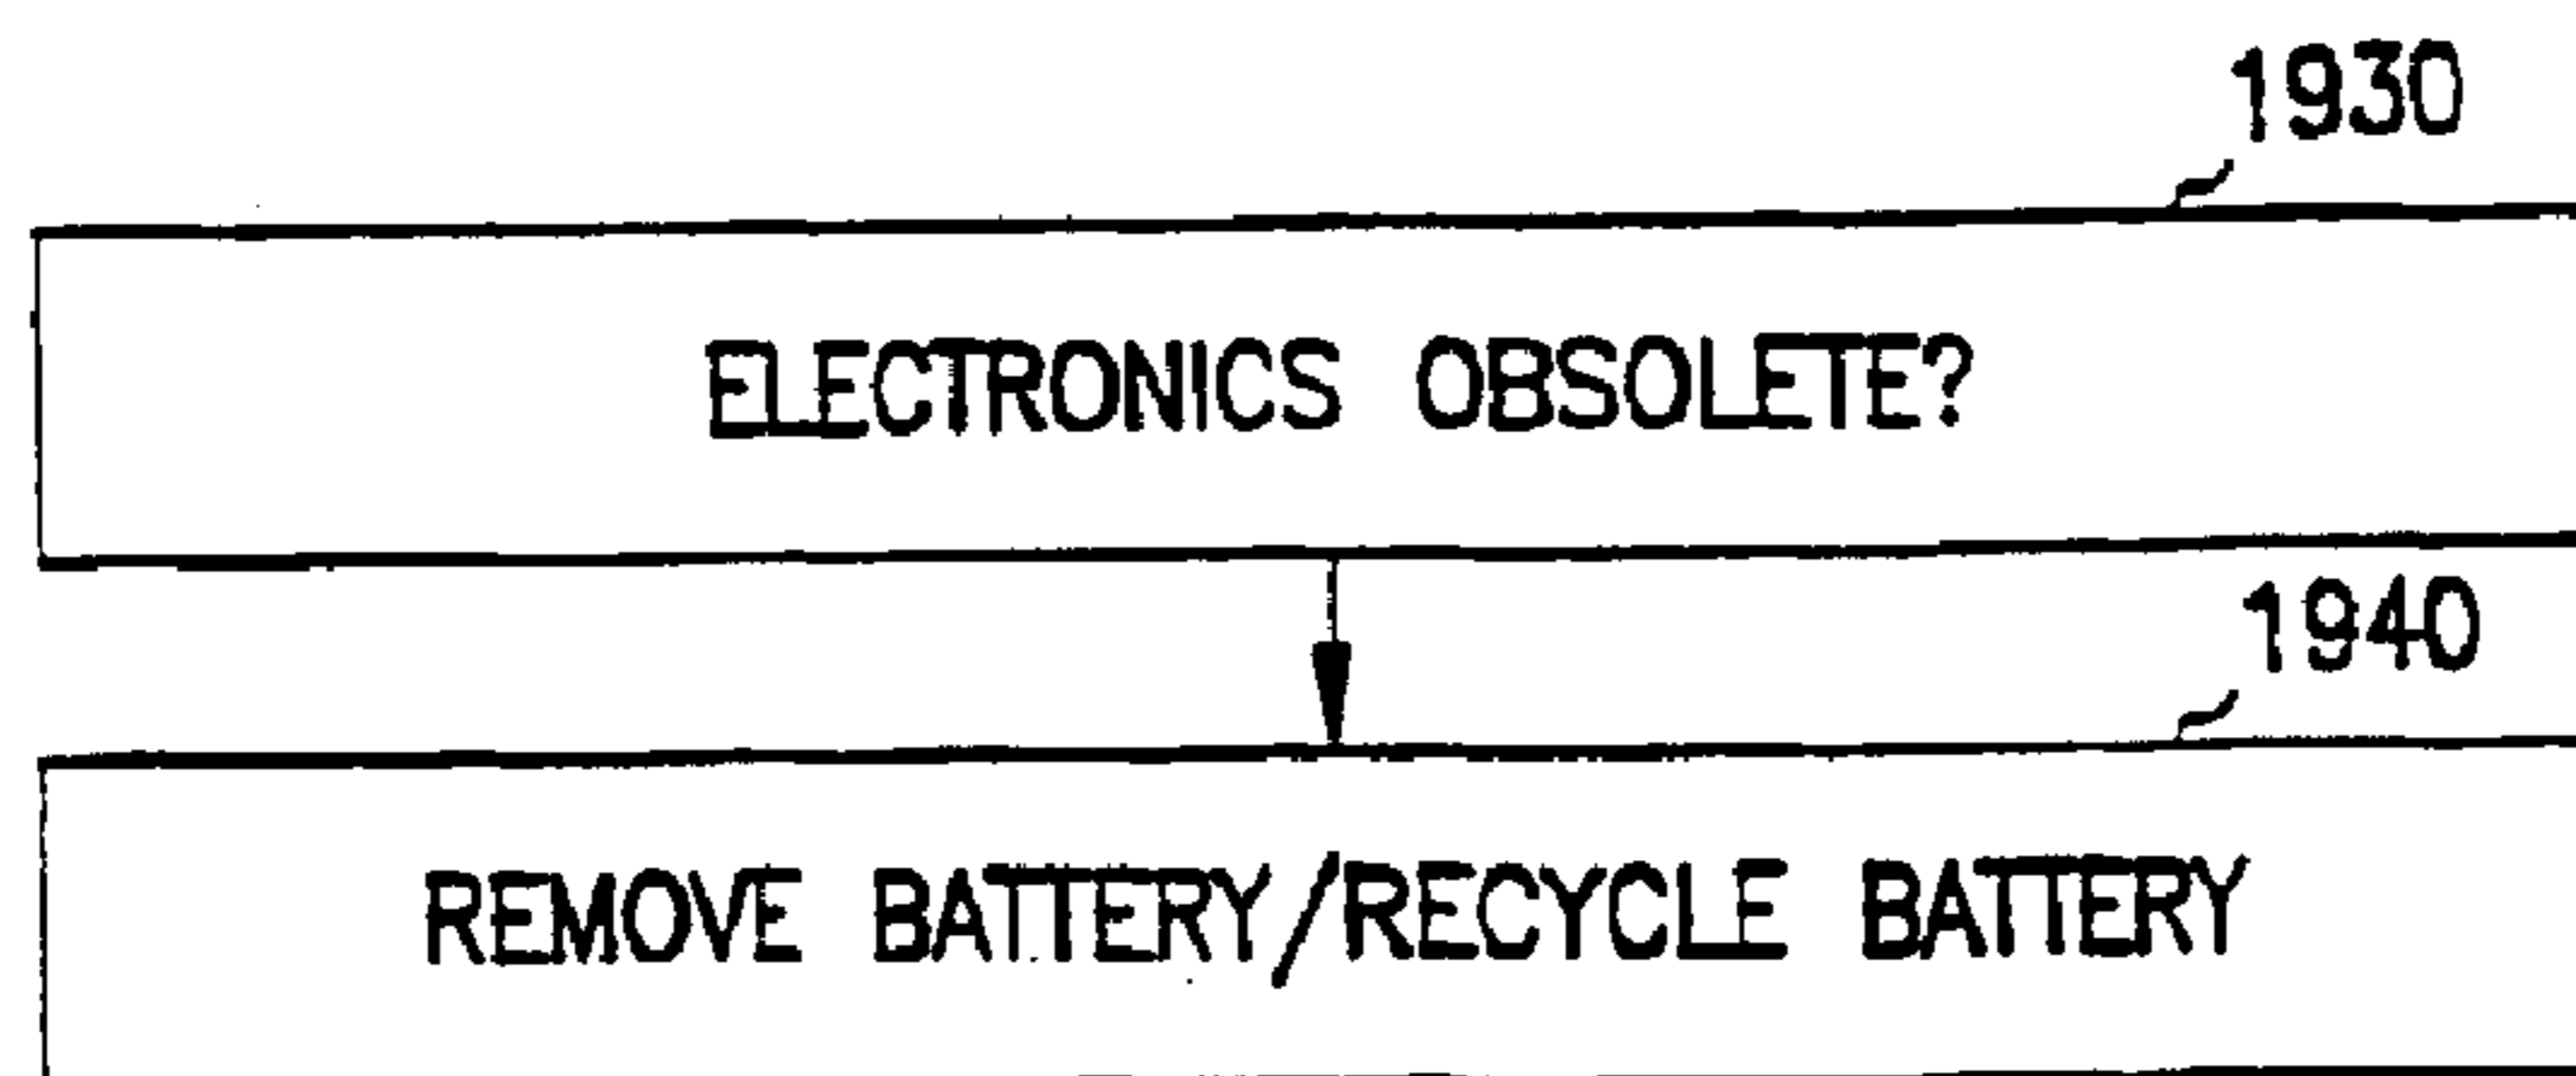 1930
ELECTRONICS OBSOLETE?
1940
REMOVE BATTERY/RECYCLE BATTERY